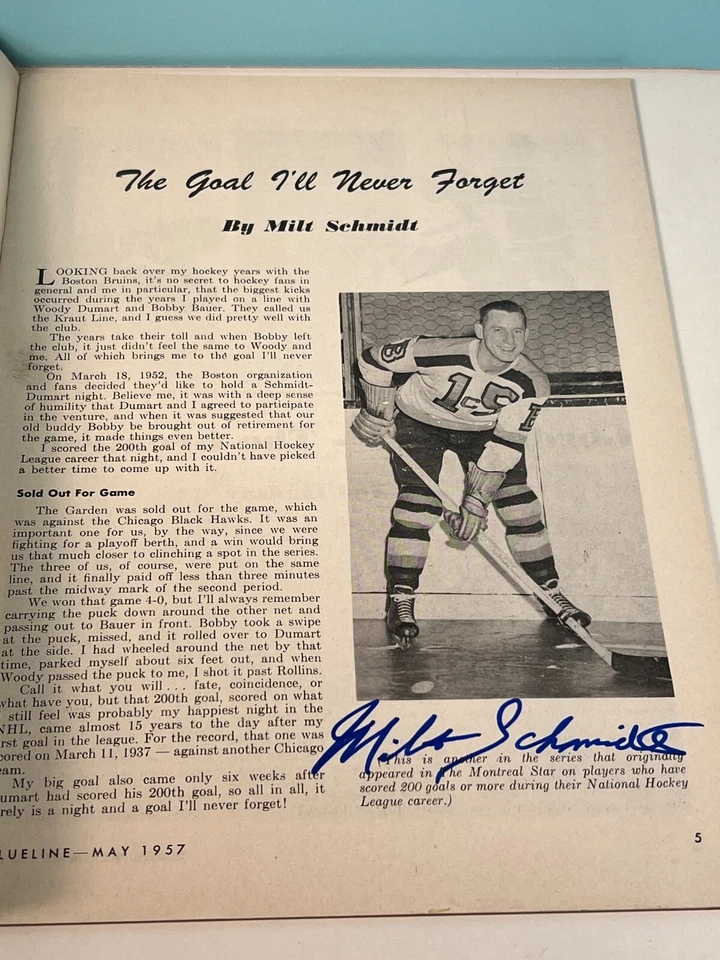 The Goal I'll Never Forget
By Milt Schmidt
LOOKING back over my hockey years with the
Boston Bruins, it's no secret to hockey fans in
general and me in particular, that the biggest kicks
occurred during the years I played on a line with
Woody Dumart and Bobby Bauer. They called us
the Kraut Line, and I guess we did pretty well with
the club.
The years take their toll and when Bobby left
the club, it just didn't feel the same to Woody and
me. All of which brings me to the goal I'll never
forget.
On March 18, 1952, the Boston organization
and fans decided they'd like to hold a Schmidt-
Dumart night. Believe me, it was with a deep sense
of humility that Dumart and I agreed to participate
in the venture, and when it was suggested that our
old buddy Bobby be brought out of retirement for
the game, it made things even better.
I scored the 200th goal of my National Hockey
League career that night, and I couldn't have picked
a better time to come up with it.
Sold Out For Game
The Garden was sold out for the game, which
was against the Chicago Black Hawks. It was an
important one for us, by the way, since we were
fighting for a playoff berth, and a win would bring
us that much closer to clinching a spot in the series.
The three of us, of course, were put on the same
line, and it finally paid off less than three minutes
past the midway mark of the second period.
We won that game 4-0, but I'll always remember
carrying the puck down around the other net and
passing out to Bauer in front. Bobby took a swipe
at the puck, missed, and it rolled over to Dumart
at the side. I had wheeled around the net by that
time, parked myself about six feet out, and when
Woody passed the puck to me, I shot it past Rollins.
Call it what you will . . . fate, coincidence, or
what have you, but that 200th goal, scored on what
still feel was probably my happiest night in the
NHL, came almost 15 years to the day after my
rst goal in the league. For the record, that one was
cored on March 11, 1937 — against another Chicago
eam.
My big goal also came only six weeks after
umart had scored his 200th goal, so all in all, it
rely is a night and a goal I'll never forget!
B 15 B
Milt Schmidt
(This is another in the series that originally
appeared in the Montreal Star on players who have
scored 200 goals or more during their National Hockey
League career.)
LUELINE—MAY 1957
5